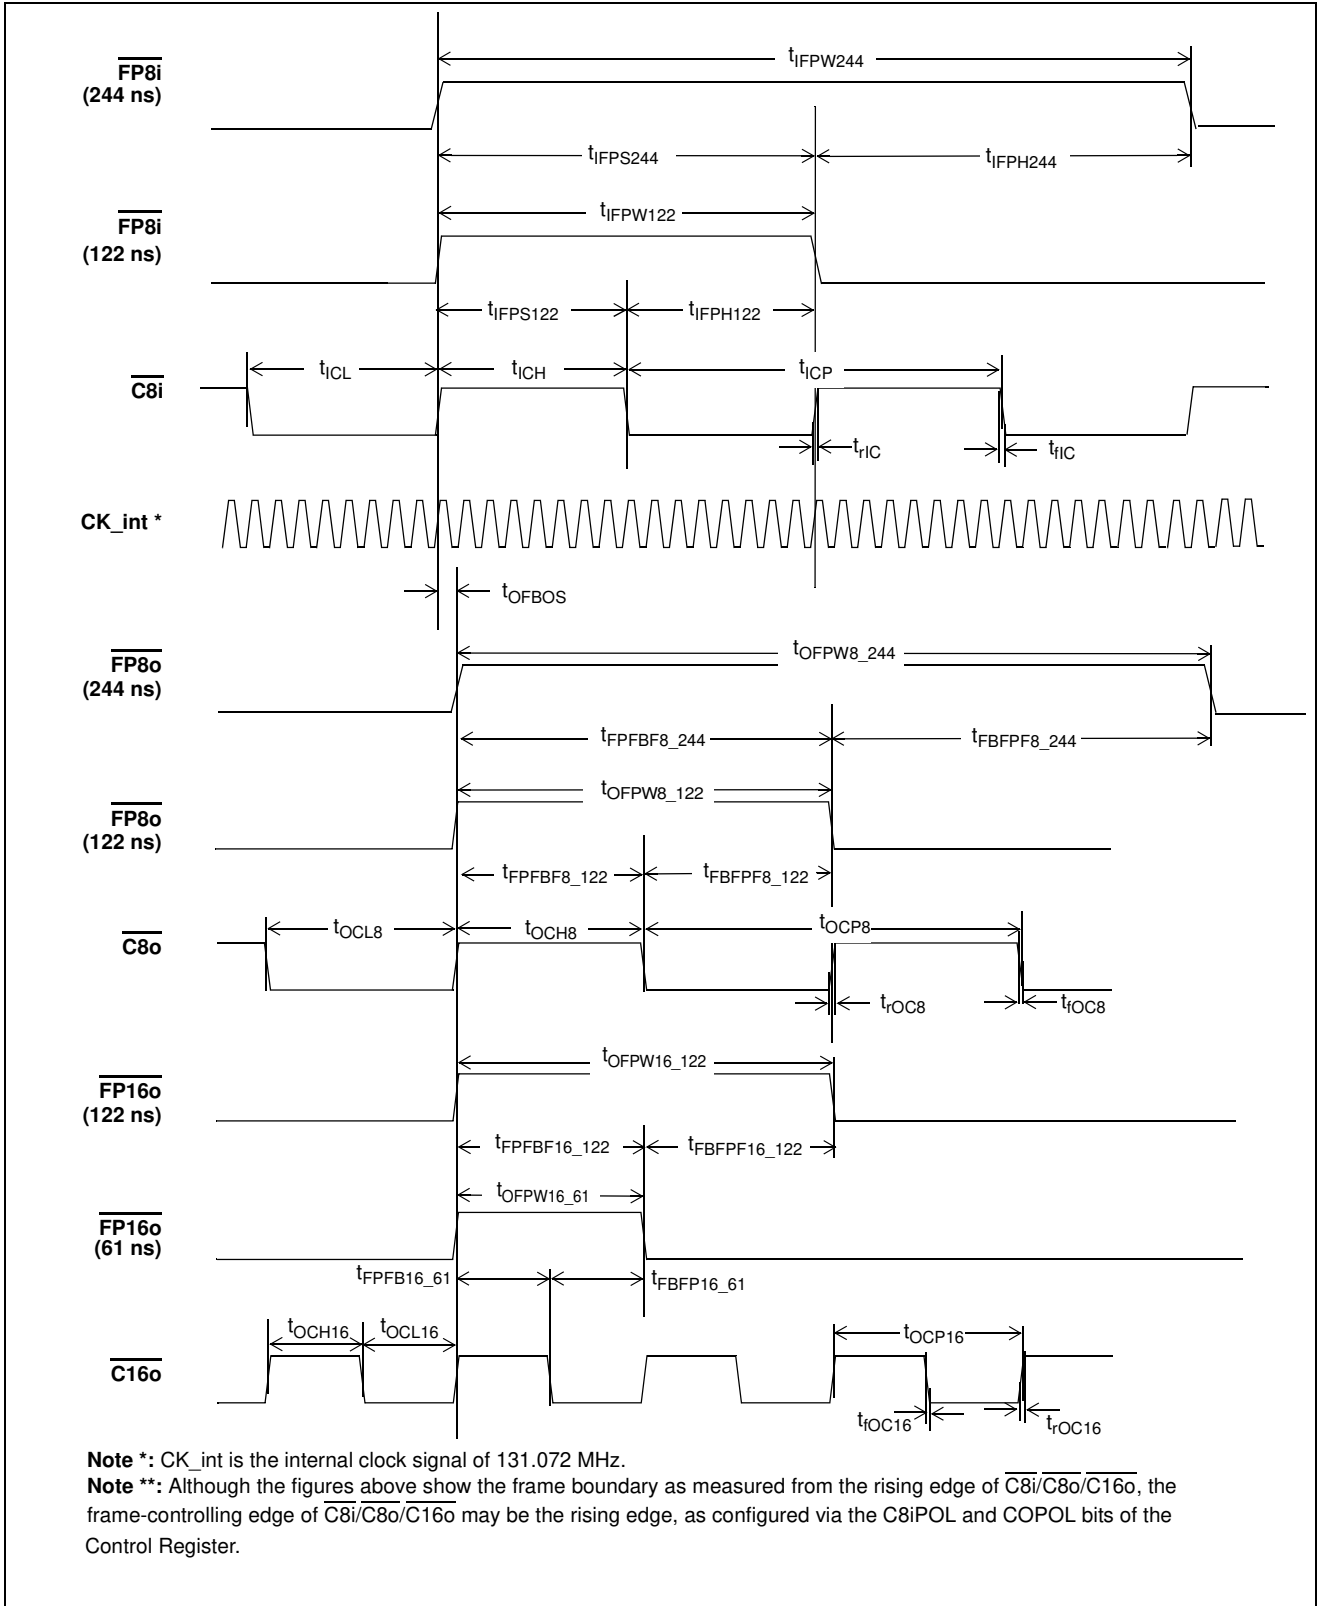 tIFPW244
FP8i
(244 ns)
tIFPS244
tIFPH244
FP8i
(122 ns)
tIFPW122
tIFPS122
tIFPH122
tICL
tICH
tICP
C8i
trIC
tfIC
CK_int *
tOFBOS
FP8o
(244 ns)
tOFPW8_244
tFPFBF8_244
tFBFPF8_244
FP8o
(122 ns)
tOFPW8_122
tFPFBF8_122
tFBFPF8_122
C8o
tOCL8
tOCH8
tOCP8
trOC8
tfOC8
FP16o
(122 ns)
tOFPW16_122
tFPFBF16_122
tFBFPF16_122
FP16o
(61 ns)
tOFPW16_61
tFPFB16_61
tFBFP16_61
tOCH16
tOCL16
tOCP16
C16o
tfOC16
trOC16
Note *: CK_int is the internal clock signal of 131.072 MHz.
Note **: Although the figures above show the frame boundary as measured from the rising edge of C8i/C8o/C16o, the
frame-controlling edge of C8i/C8o/C16o may be the rising edge, as configured via the C8iPOL and COPOL bits of the
Control Register.